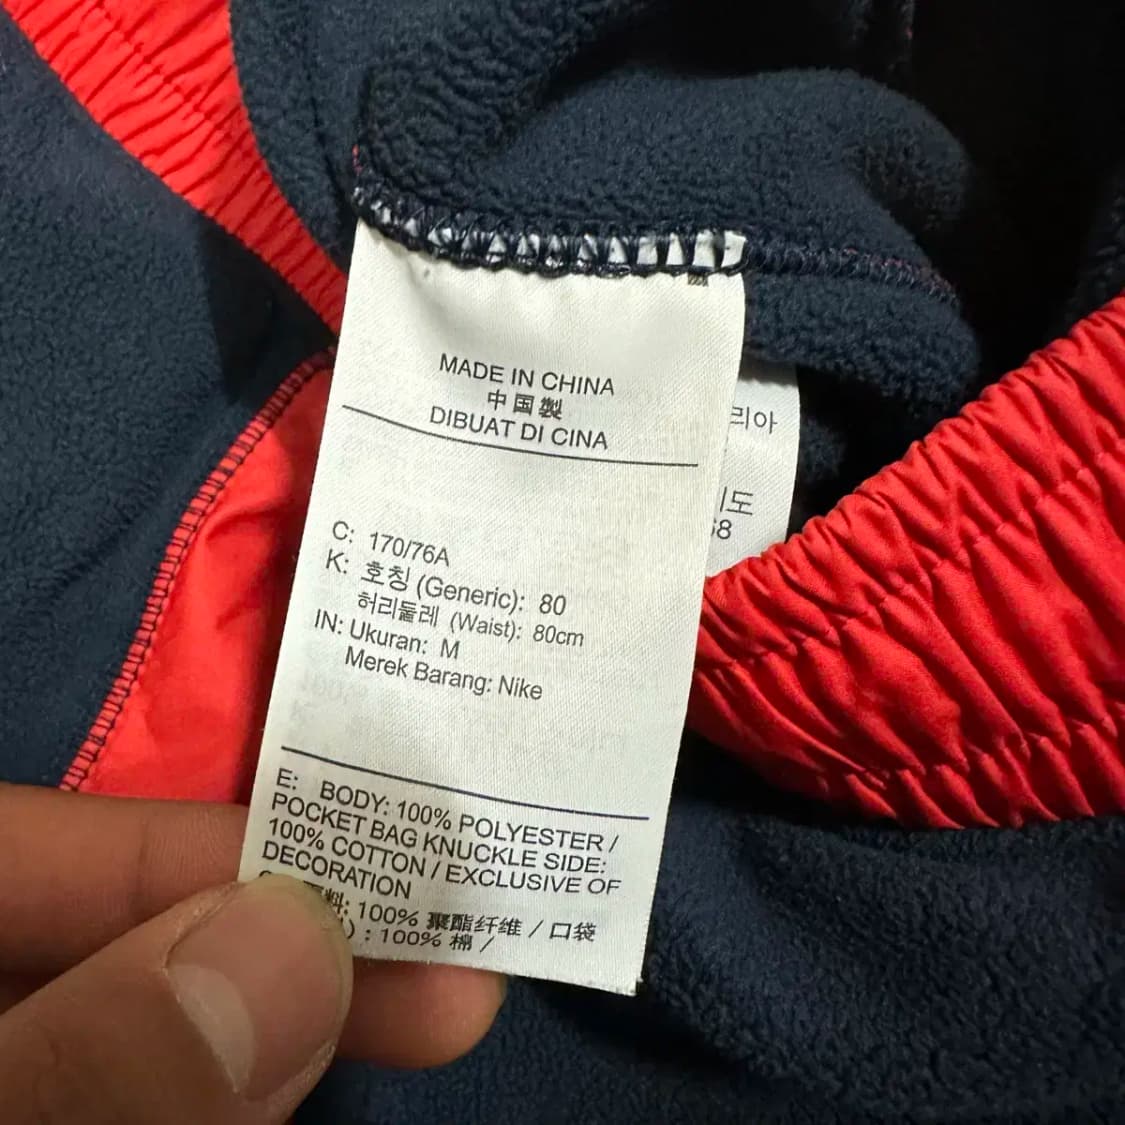 MADE IN CHINA
中国製
DIBUAT DI CINA
C: 170/76A
K: 호칭 (Generic): 80
허리둘레 (Waist): 80cm
IN: Ukuran: M
Merek Barang: Nike
E: BODY: 100% POLYESTER /
POCKET BAG KNUCKLE SIDE:
100% COTTON / EXCLUSIVE OF
DECORATION
料: 100% 聚酯纤维 / 口袋
) : 100% 棉 /
리아
도